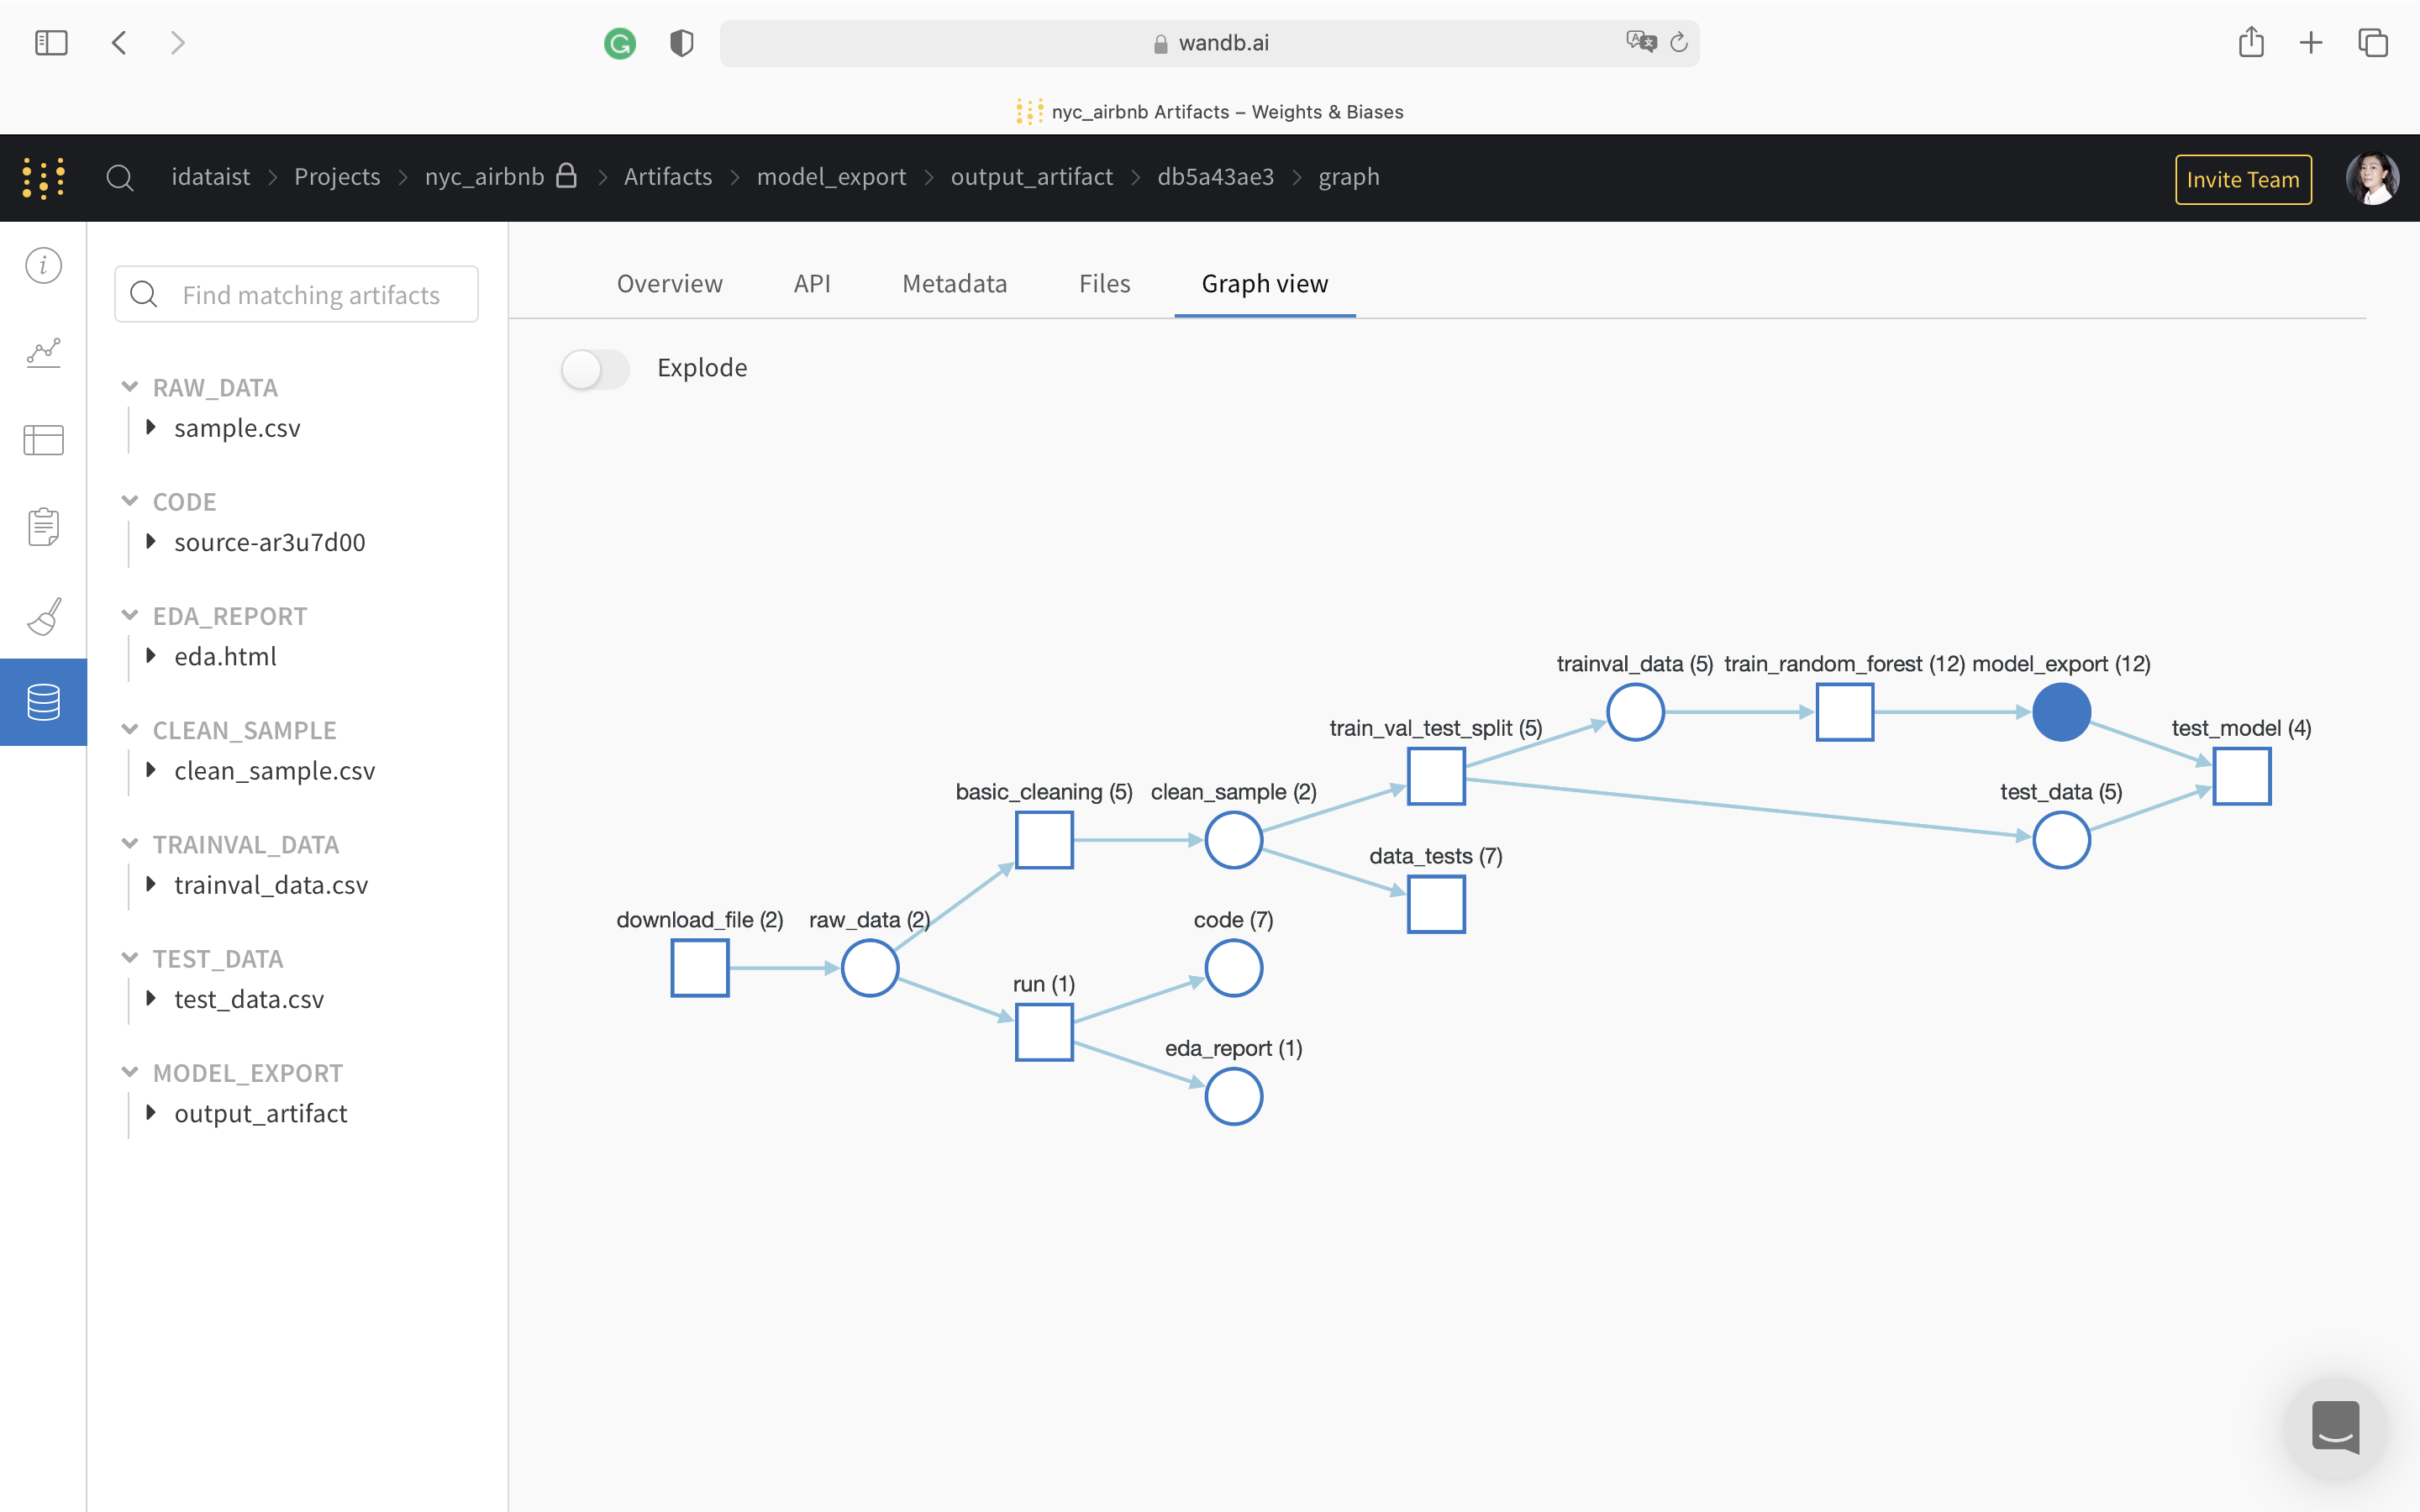 wandb.ai
nyc_airbnb Artifacts – Weights & Biases
idataist > Projects > nyc_airbnb > Artifacts > model_export > output_artifact > db5a43ae3 > graph
Invite Team
Find matching artifacts
RAW_DATA
sample.csv
CODE
source-ar3u7d00
EDA_REPORT
eda.html
CLEAN_SAMPLE
clean_sample.csv
TRAINVAL_DATA
trainval_data.csv
TEST_DATA
test_data.csv
MODEL_EXPORT
output_artifact
Overview API Metadata Files Graph view
Explode
trainval_data (5) train_random_forest (12) model_export (12)
train_val_test_split (5) test_model (4)
basic_cleaning (5) clean_sample (2) test_data (5)
data_tests (7)
download_file (2) raw_data (2) code (7)
run (1)
eda_report (1)